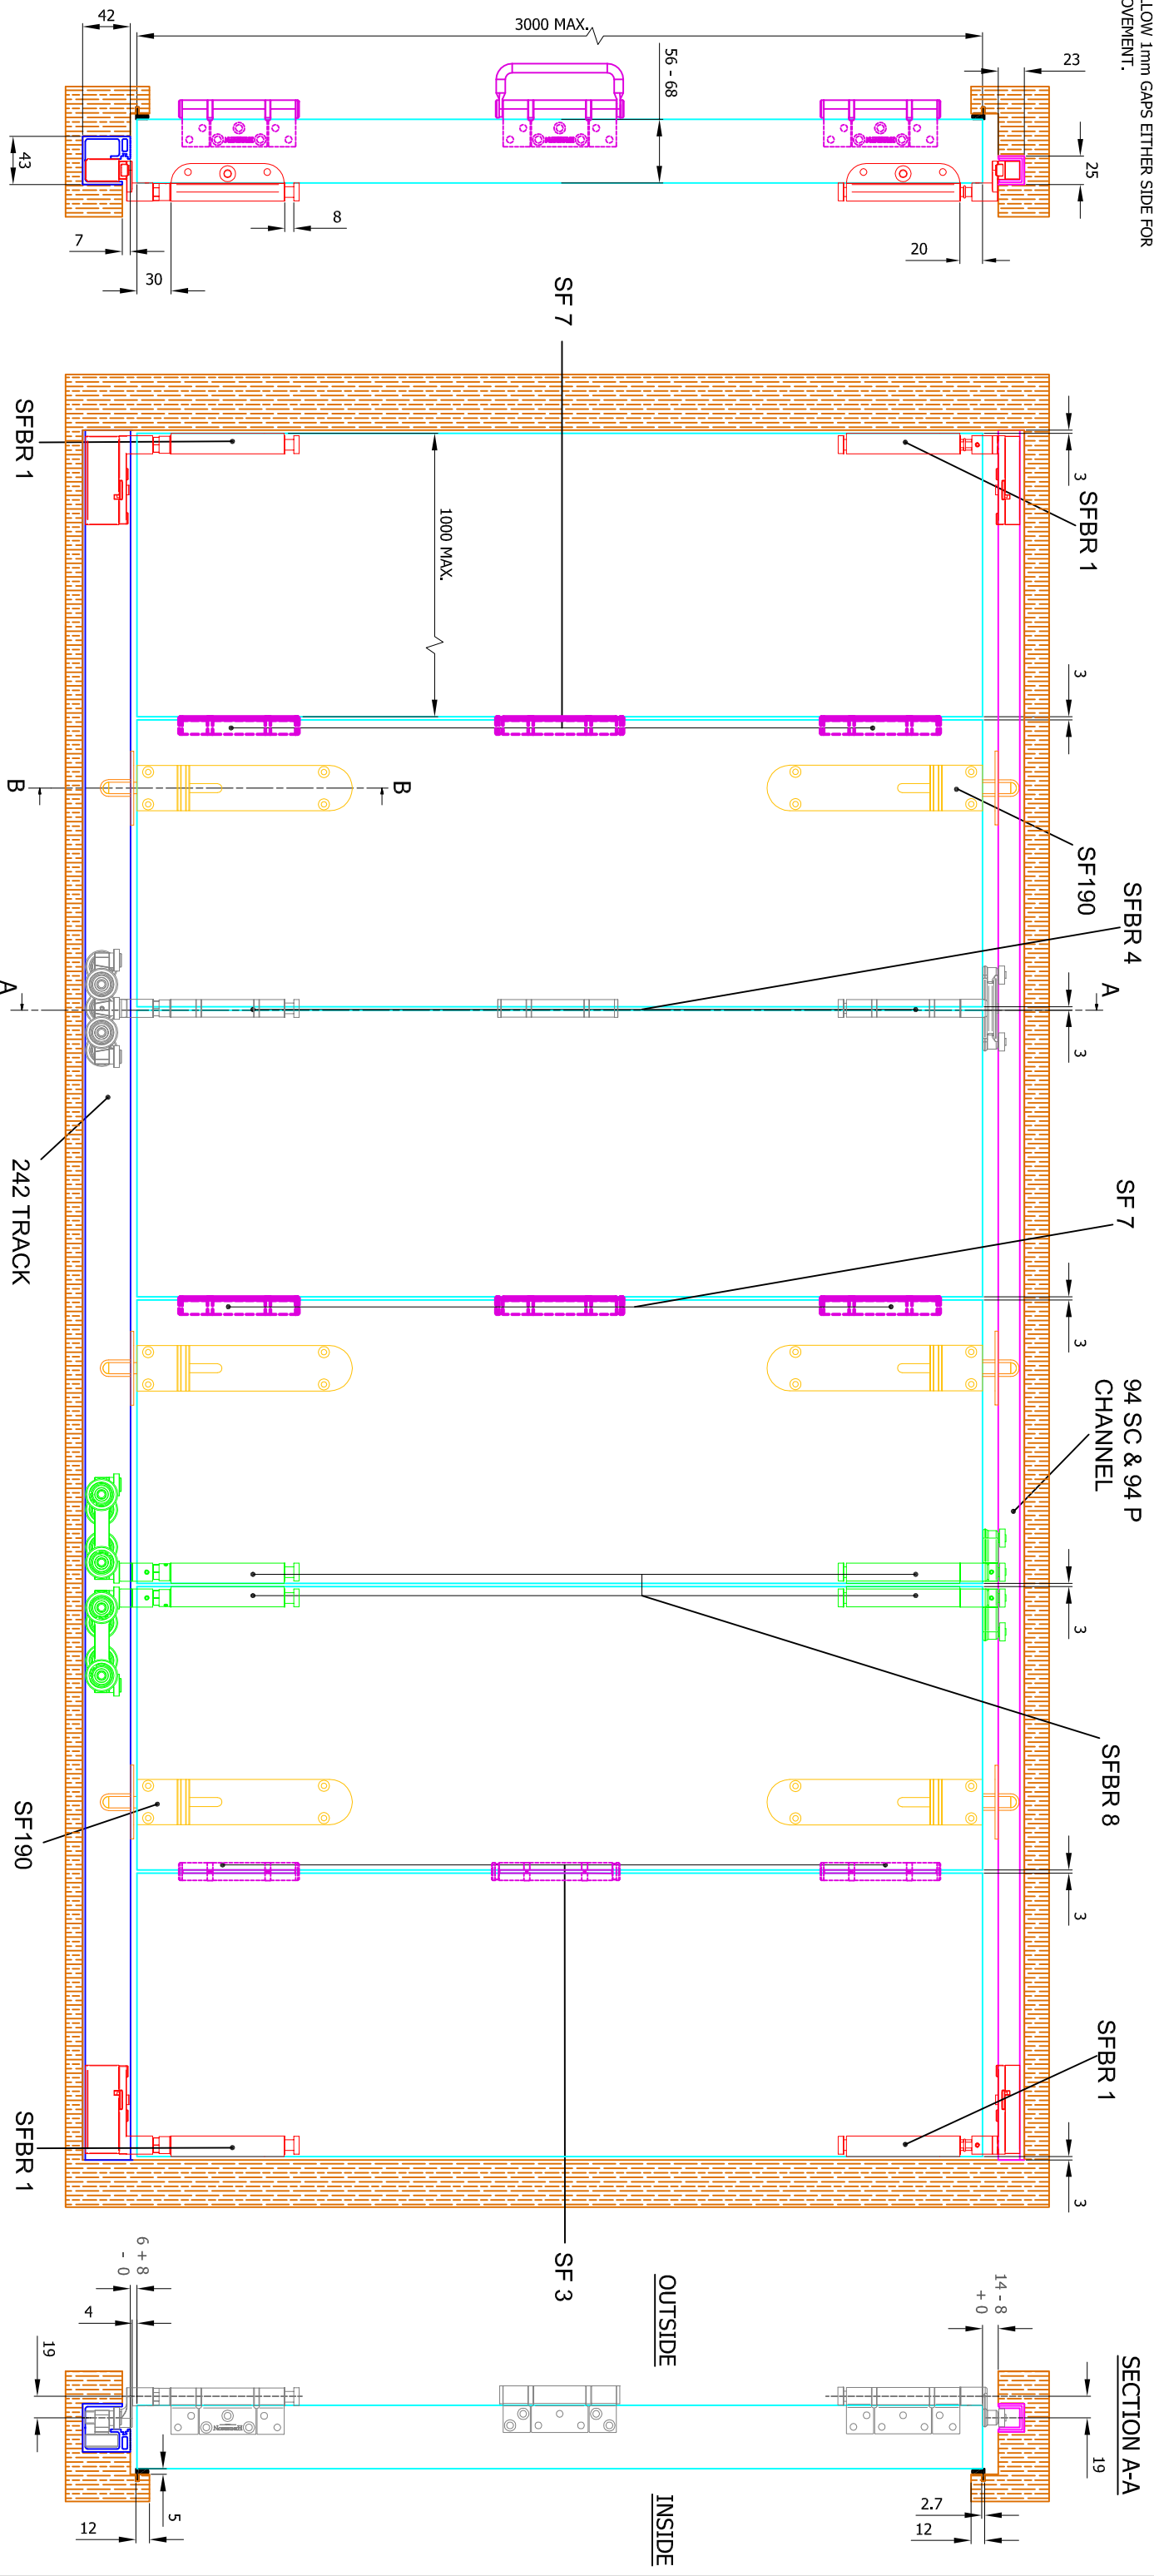 LLOW 1mm GAPS EITHER SIDE FOR
OVEMENT.
42
3000 MAX.
56 - 68
23
43
25
7
30
8
20
SF 7
SFBR 1
3
SFBR 1
1000 MAX.
3
B
B
SF190
SFBR 4
A
A
3
242 TRACK
SF 7
3
94 SC & 94 P
CHANNEL
3
SFBR 8
SF190
3
SFBR 1
SFBR 1
3
SF 3
6 + 8
- 0
4
19
OUTSIDE
14 - 8
+ 0
SECTION A-A
19
5
12
INSIDE
2.7
12